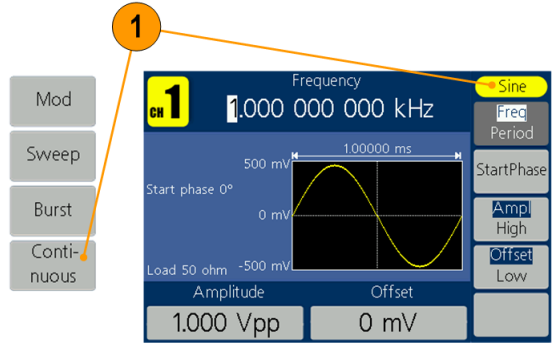 1
Mod
Sweep
Burst
Conti-
nuous
CH 1
Frequency
1.000 000 000 kHz
1.00000 ms
500 mV
Start phase 0°
0 mV
Load 50 ohm
-500 mV
Amplitude
Offset
1.000 Vpp
0 mV
Sine
Freq
Period
StartPhase
Ampl
High
Offset
Low